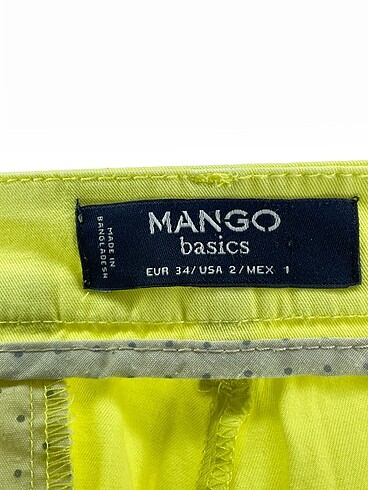 MADE IN
BANGLADESH
MANGO
basics
EUR 34/USA 2/MEX 1